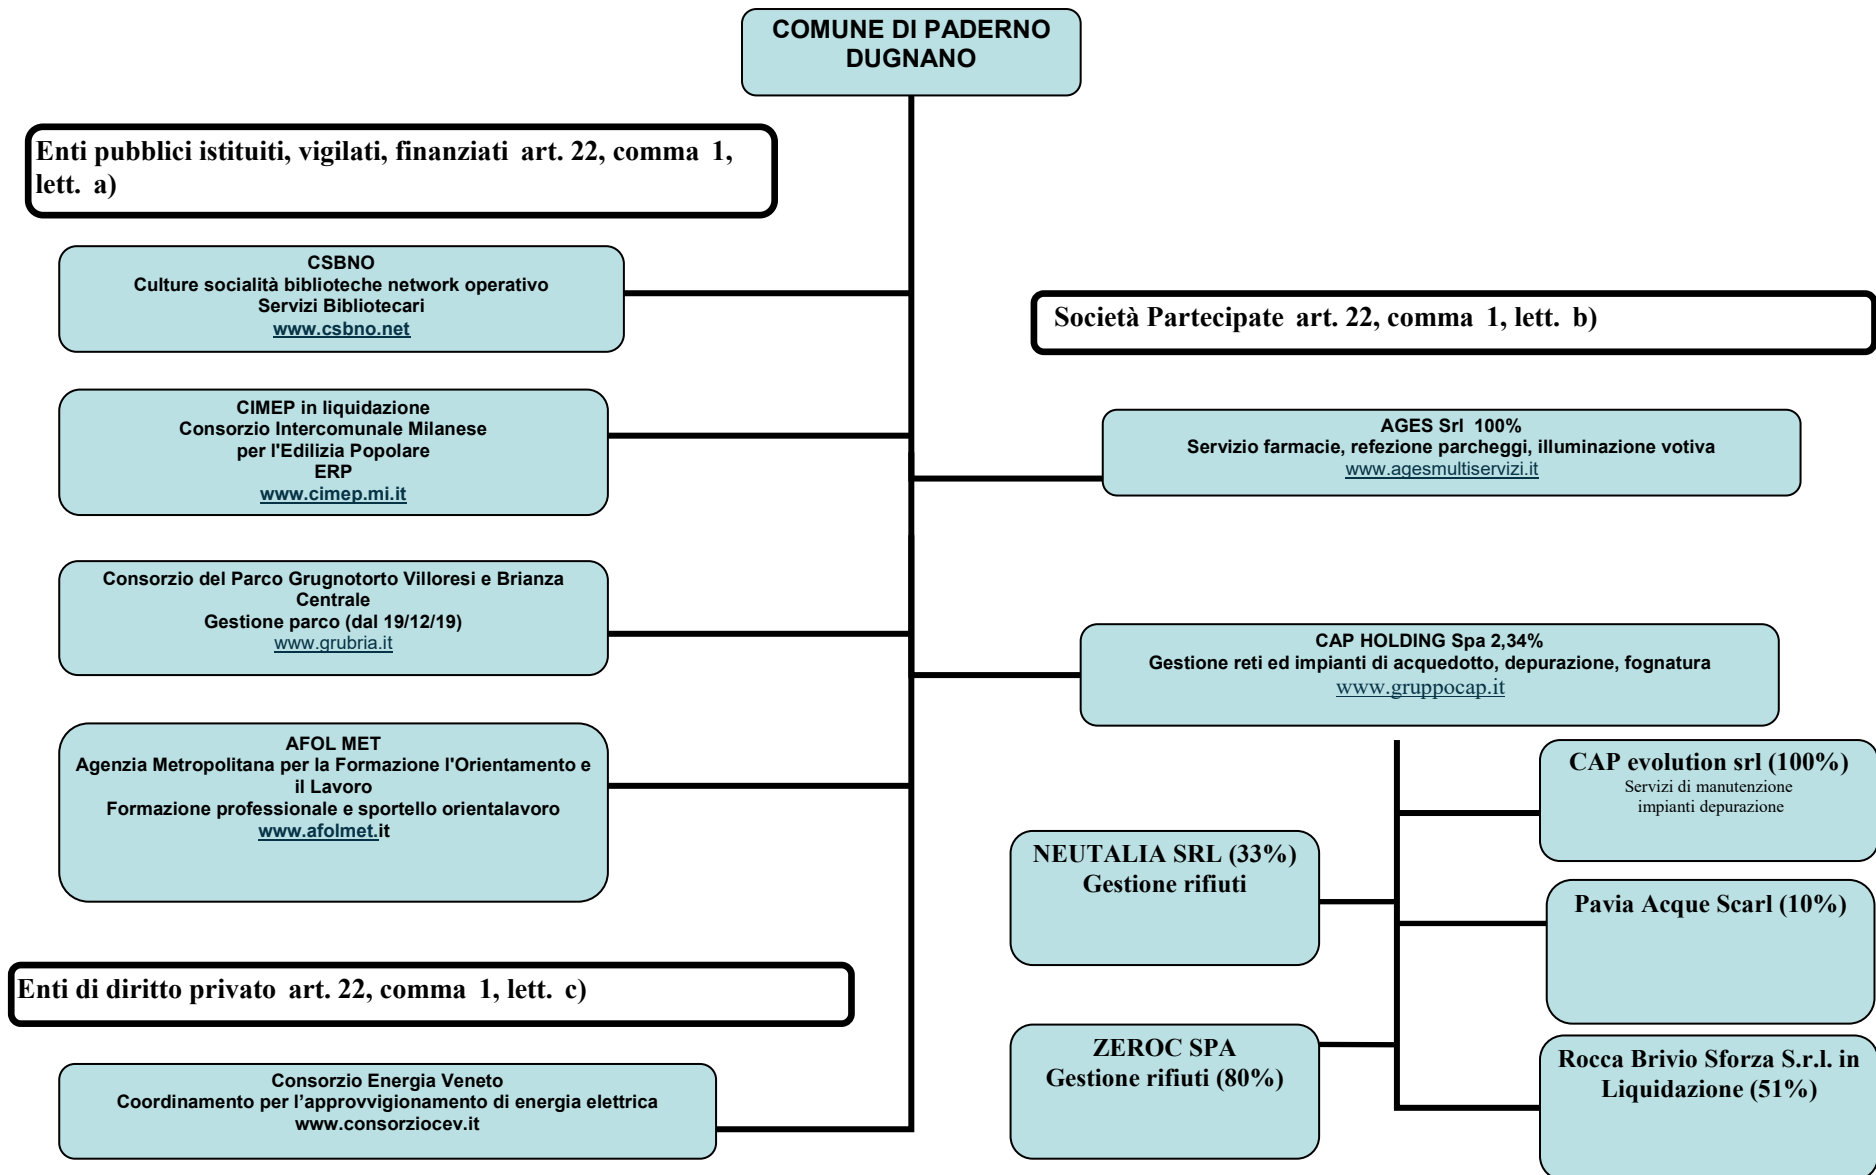 COMUNE DI PADERNO
DUGNANO
Enti pubblici istituiti, vigilati, finanziati art. 22, comma 1,
lett. a)
CSBNO
Culture socialità biblioteche network operativo
Servizi Bibliotecari
www.csbno.net
CIMEP in liquidazione
Consorzio Intercomunale Milanese
per l'Edilizia Popolare
ERP
www.cimep.mi.it
Consorzio del Parco Grugnotorto Villoresi e Brianza
Centrale
Gestione parco (dal 19/12/19)
www.grubria.it
AFOL MET
Agenzia Metropolitana per la Formazione l'Orientamento e
il Lavoro
Formazione professionale e sportello orientalavoro
www.afolmet.it
Enti di diritto privato art. 22, comma 1, lett. c)
Consorzio Energia Veneto
Coordinamento per l’approvvigionamento di energia elettrica
www.consorziocev.it
Società Partecipate art. 22, comma 1, lett. b)
AGES Srl 100%
Servizio farmacie, refezione parcheggi, illuminazione votiva
www.agesmultiservizi.it
CAP HOLDING Spa 2,34%
Gestione reti ed impianti di acquedotto, depurazione, fognatura
www.gruppocap.it
CAP evolution srl (100%)
Servizi di manutenzione
impianti depurazione
NEUTALIA SRL (33%)
Gestione rifiuti
Pavia Acque Scarl (10%)
ZEROC SPA
Gestione rifiuti (80%)
Rocca Brivio Sforza S.r.l. in
Liquidazione (51%)